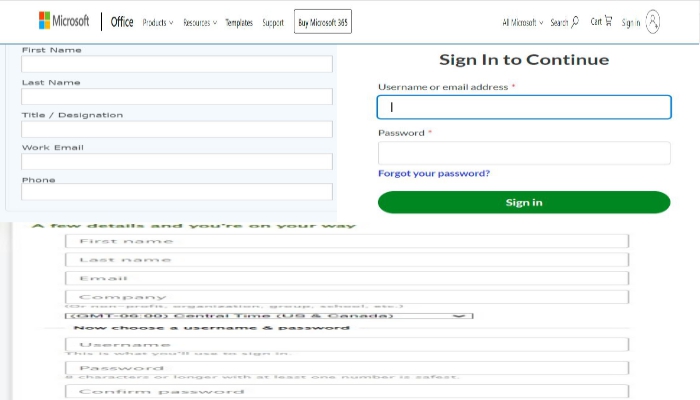 Microsoft Office Products Resources Templates Support Buy Microsoft 365 All Microsoft Search Cart Sign in
First Name
Last Name
Title / Designation
Work Email
Phone
Sign In to Continue
Username or email address *
Password *
Forgot your password?
Sign in
A few details and you're on your way
First name
Last name
Email
Company
(Or non-profit, organization, group, school, etc.)
(GMT-06:00) Central Time (US & Canada)
Now choose a username & password
Username
This is what you'll use to sign in.
Password
6 characters or longer with at least one number is safest.
Confirm password